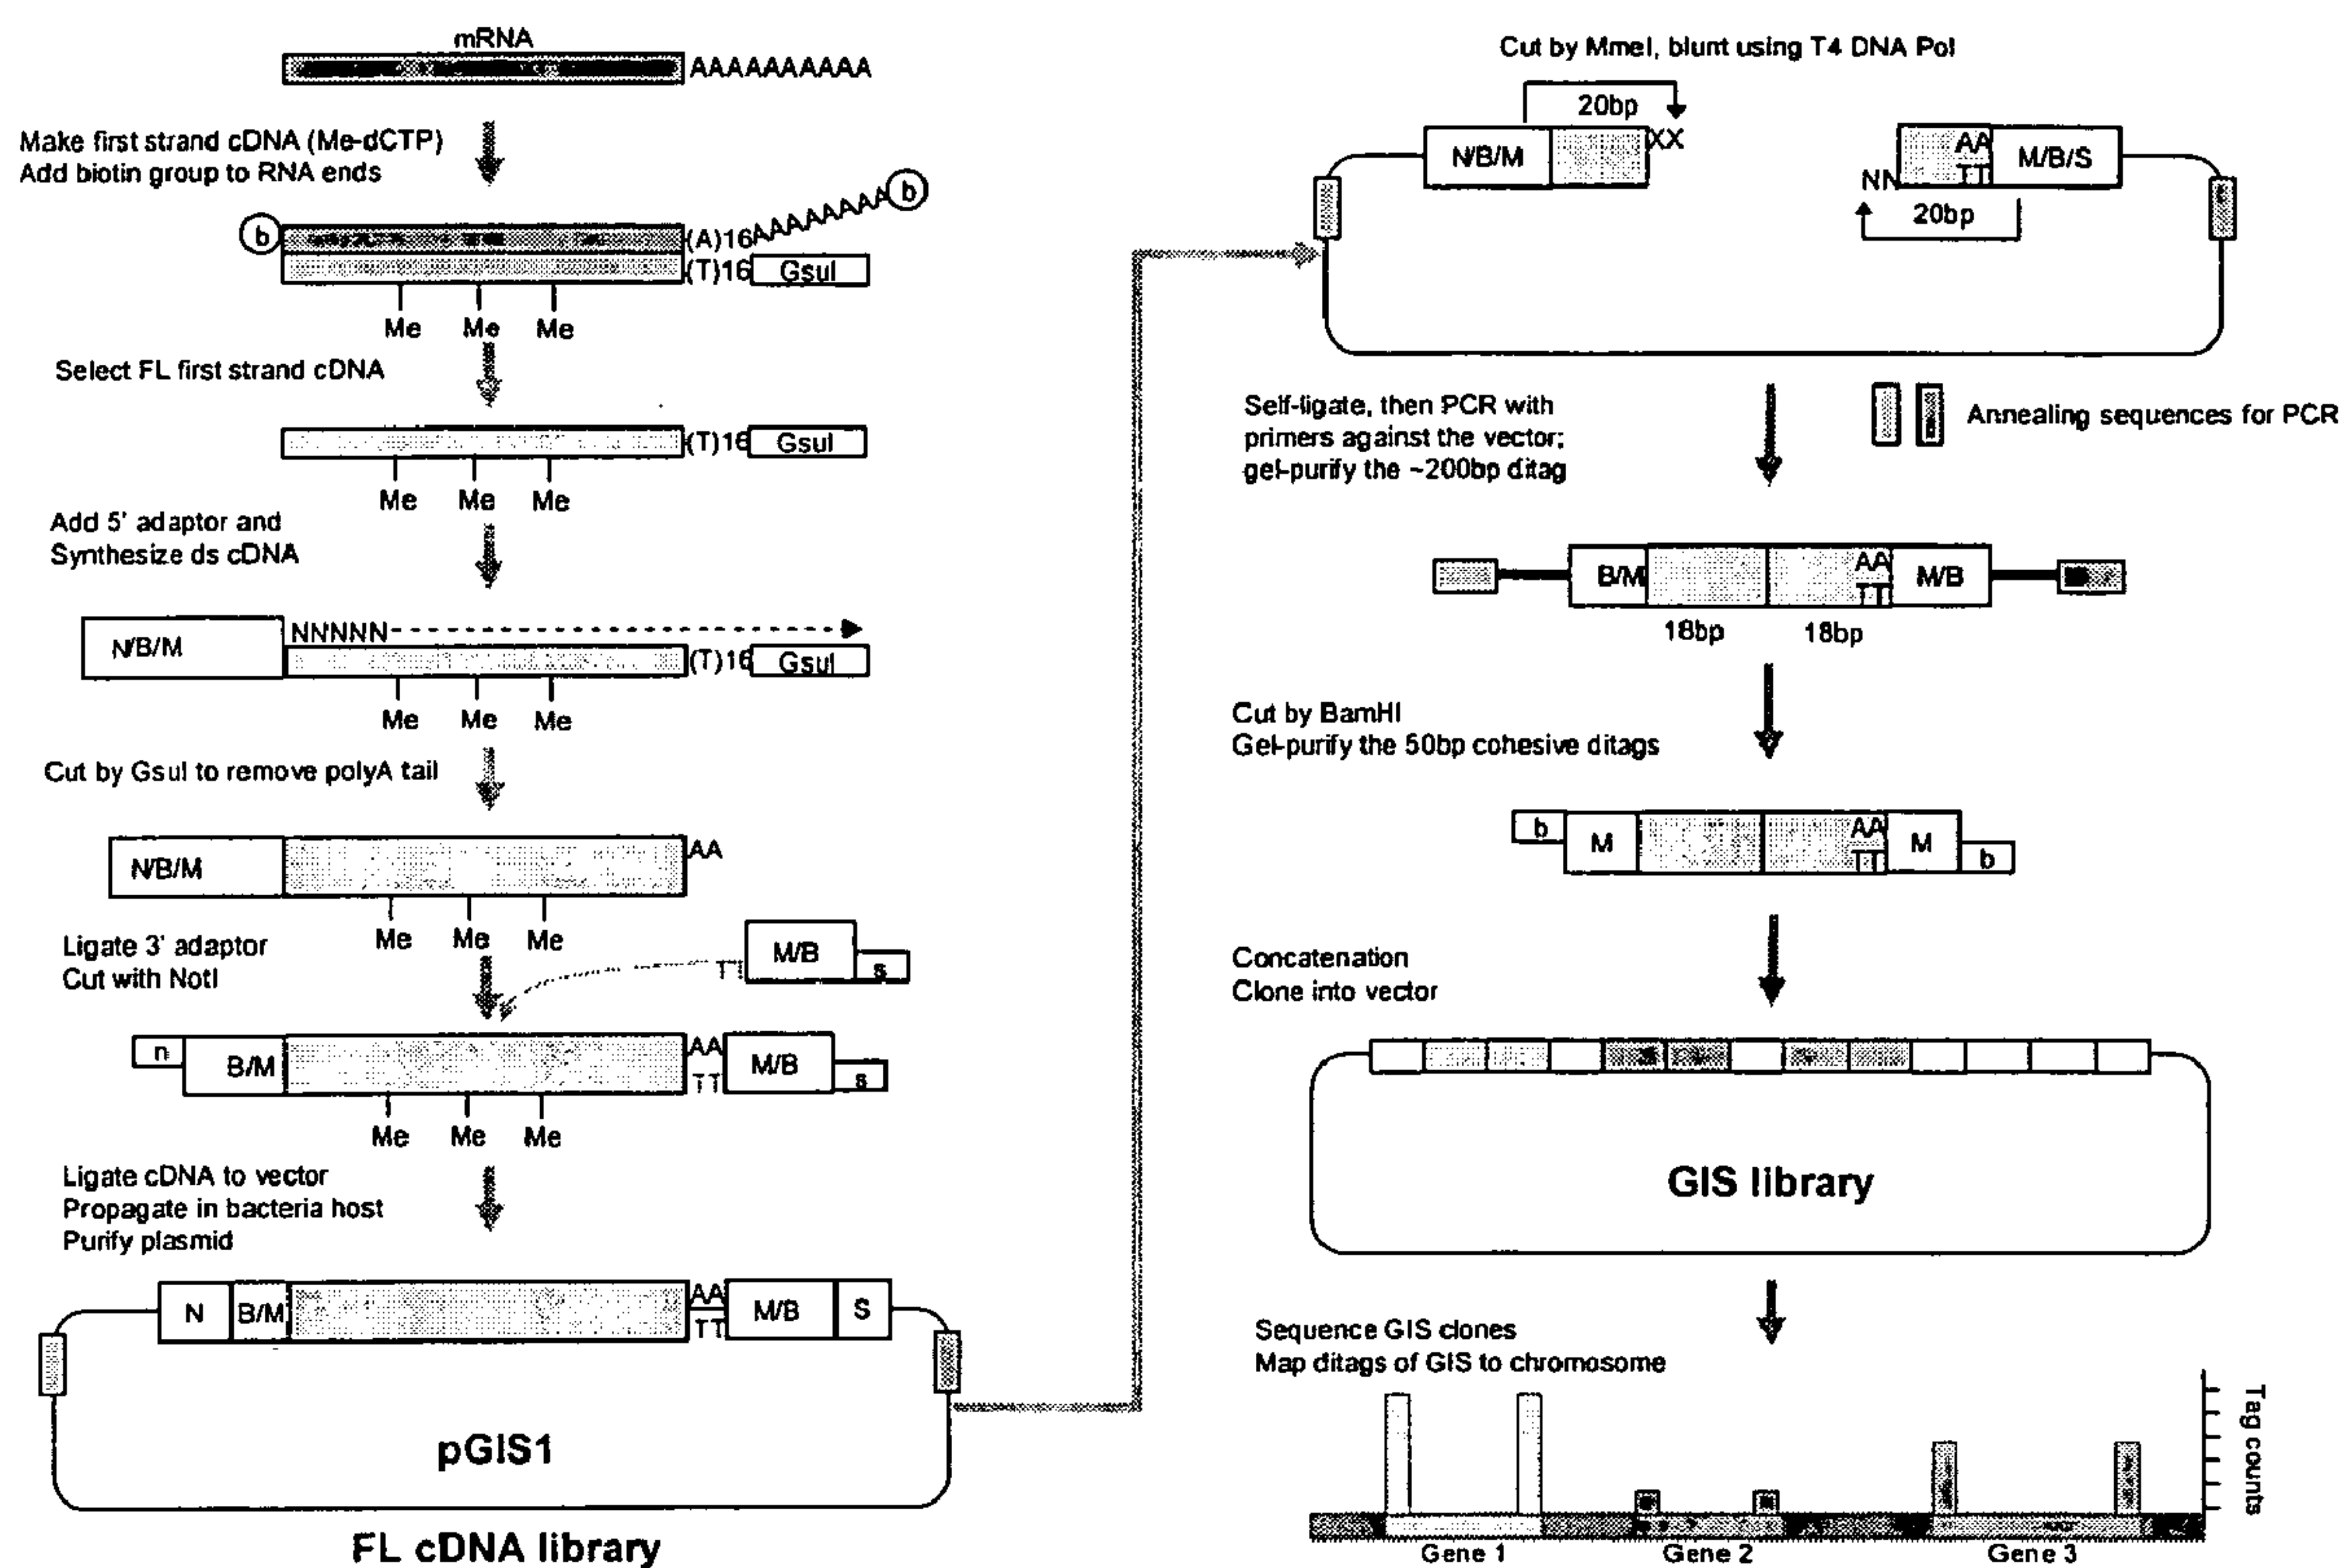 mRNA
AAAAAAAAAA
Make first strand cDNA (Me-dCTP)
Add biotin group to RNA ends
b
(A)16AAAAAAAA b
(T)16 GsuI
Me Me Me
Select FL first strand cDNA
(T)16 GsuI
Me Me Me
Add 5' adaptor and
Synthesize ds cDNA
N/B/M NNNNN
(T)16 GsuI
Me Me Me
Cut by GsuI to remove polyA tail
N/B/M AA
Me Me Me
Ligate 3' adaptor
Cut with NotI
TT M/B s
n B/M AA M/B s
TT
Me Me Me
Ligate cDNA to vector
Propagate in bacteria host
Purify plasmid
N B/M AA M/B S
TT
pGIS1
FL cDNA library
Cut by MmeI, blunt using T4 DNA Pol
20bp
N/B/M XX
AA M/B/S
NN TT
20bp
Self-ligate, then PCR with
primers against the vector;
gel-purify the ~200bp ditag
Annealing sequences for PCR
B/M AA M/B
TT
18bp 18bp
Cut by BamHI
Gel-purify the 50bp cohesive ditags
b M AA M b
TT
Concatenation
Clone into vector
GIS library
Sequence GIS clones
Map ditags of GIS to chromosome
Tag counts
Gene 1 Gene 2 Gene 3